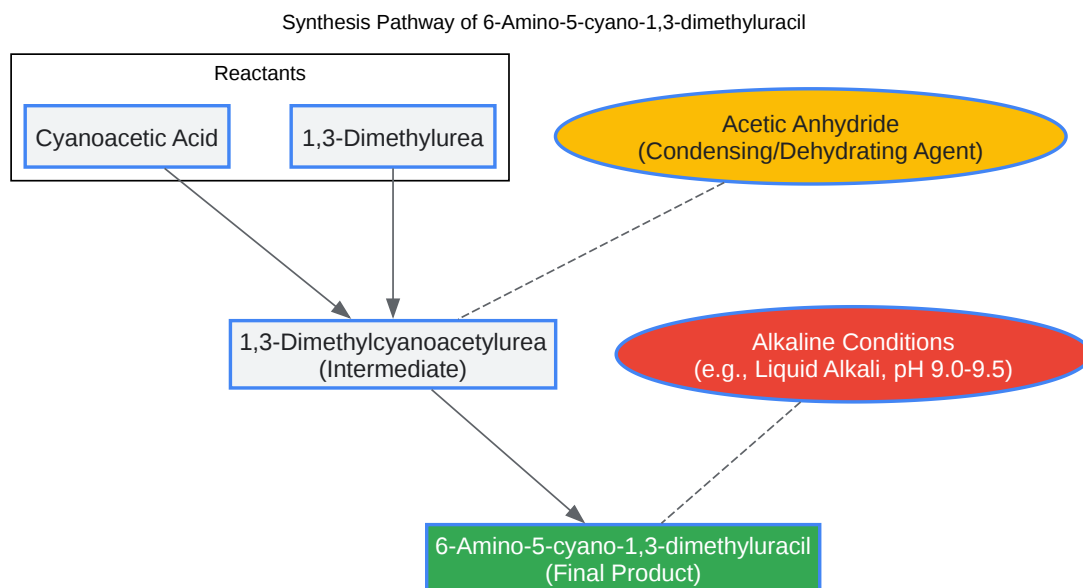 Synthesis Pathway of 6-Amino-5-cyano-1,3-dimethyluracil
Reactants
Cyanoacetic Acid
1,3-Dimethylurea
Acetic Anhydride
(Condensing/Dehydrating Agent)
1,3-Dimethylcyanoacetylurea
(Intermediate)
Alkaline Conditions
(e.g., Liquid Alkali, pH 9.0-9.5)
6-Amino-5-cyano-1,3-dimethyluracil
(Final Product)